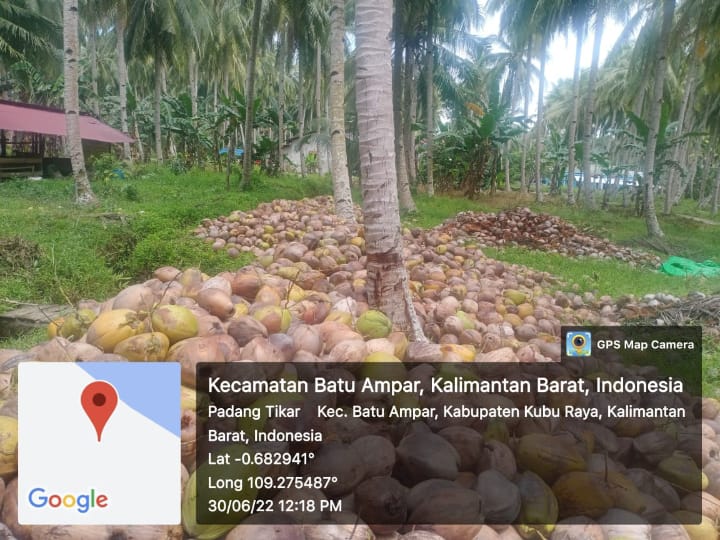 GPS Map Camera
Kecamatan Batu Ampar, Kalimantan Barat, Indonesia
Padang Tikar Kec. Batu Ampar, Kabupaten Kubu Raya, Kalimantan
Barat, Indonesia
Lat -0.682941°
Long 109.275487°
30/06/22 12:18 PM
Google